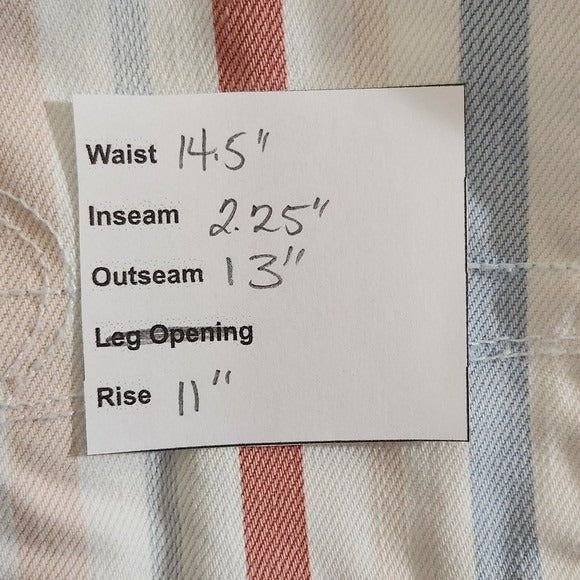 Waist 14.5"
Inseam 2.25"
Outseam 13"
Leg Opening
Rise 11"